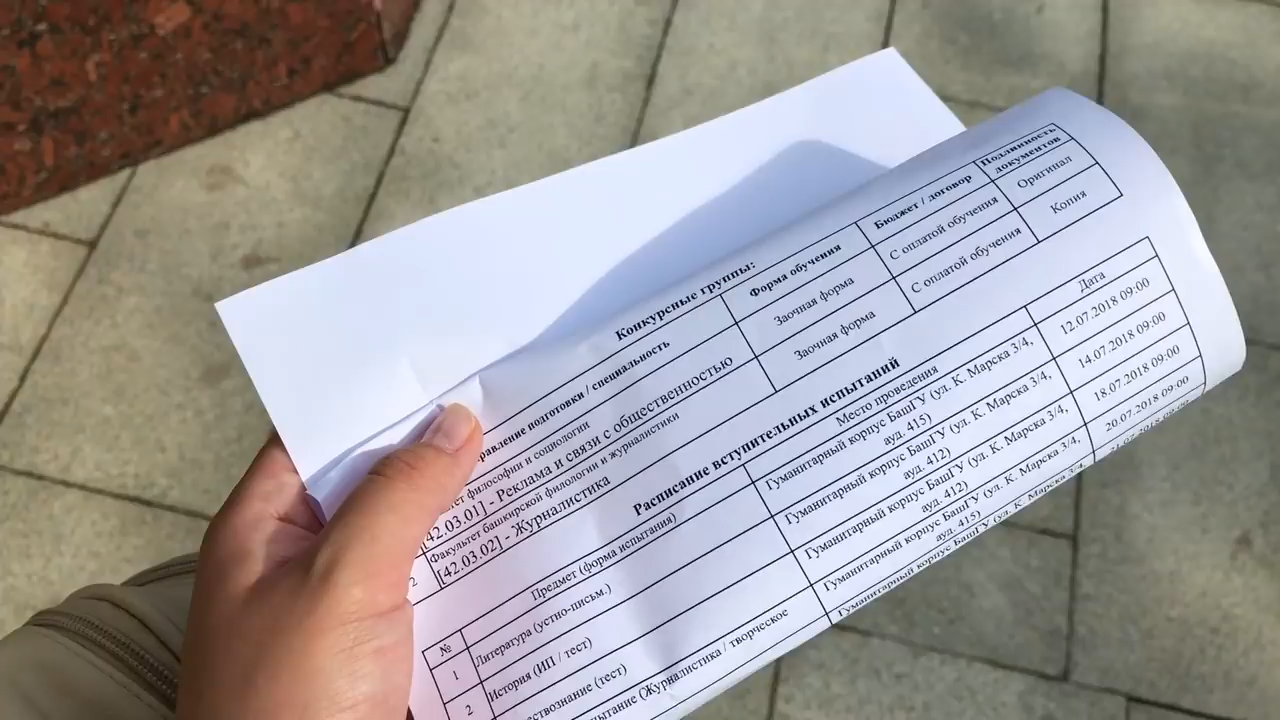 Конкурсные группы:
подготовки / специальность
Форма обучения
Бюджет / договор
Подлинность
документов
философии и социологии
[42.03.01] - Реклама и связи с общественностью
Заочная форма
С оплатой обучения
Оригинал
2
Факультет башкирской филологии и журналистики
[42.03.02] - Журналистика
Заочная форма
С оплатой обучения
Копия
Расписание вступительных испытаний
№
Предмет (форма испытания)
Место проведения
Дата
1
Литература (устно-письм.)
Гуманитарный корпус БашГУ (ул. К. Марска 3/4,
ауд. 415)
12.07.2018 09:00
2
История (ИП / тест)
Гуманитарный корпус БашГУ (ул. К. Марска 3/4,
ауд. 412)
14.07.2018 09:00
(тест)
Гуманитарный корпус БашГУ (ул. К. Марска 3/4,
ауд. 412)
18.07.2018 09:00
(Журналистика / творческое
Гуманитарный корпус БашГУ (ул. К. Марска 3/4,
ауд. 415)
20.07.2018 09:00
Гуманитарный корпус БашГУ (ул. К. Марска 3/4,